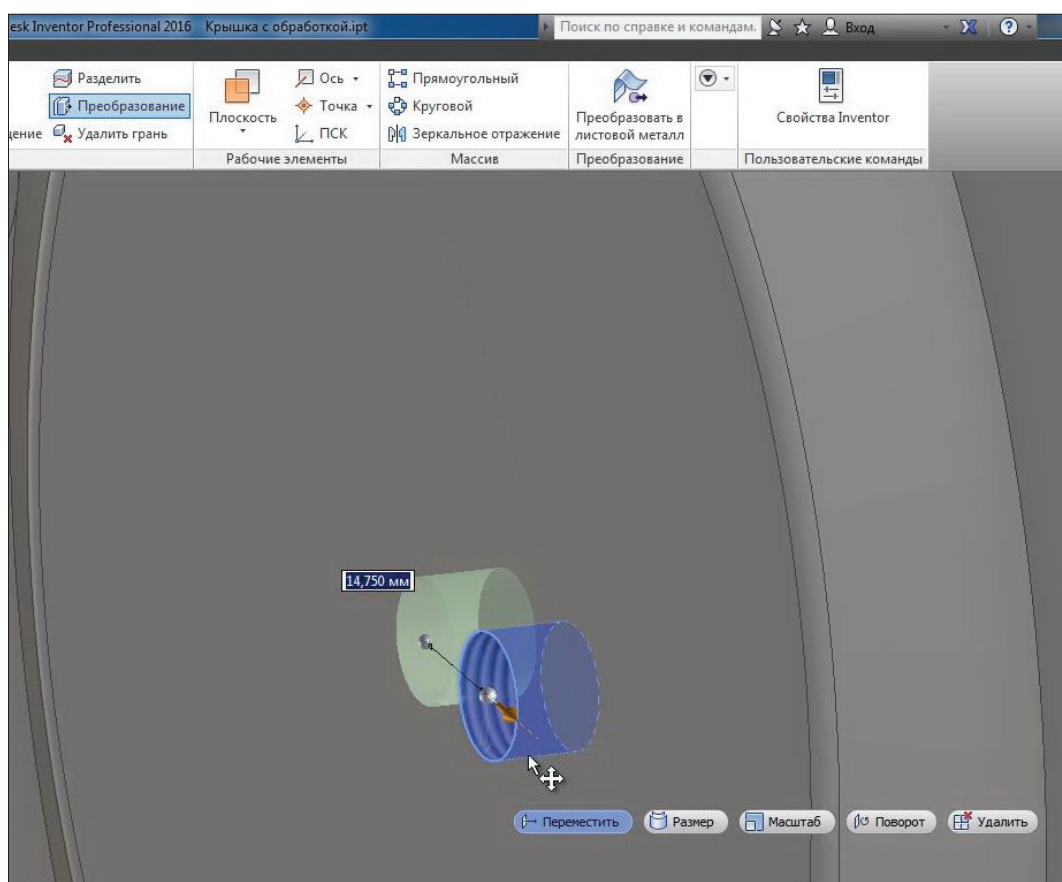 esk Inventor Professional 2016 Крышка с обработкой.ipt Поиск по справке и командам. Вход
Разделить
Преобразование
цение Удалить грань
Плоскость
Ось
Точка
ПСК
Рабочие элементы
Прямоугольный
Круговой
Зеркальное отражение
Массив
Преобразовать в
листовой металл
Преобразование
Свойства Inventor
Пользовательские команды
14,750 мм
Переместить Размер Масштаб Поворот Удалить